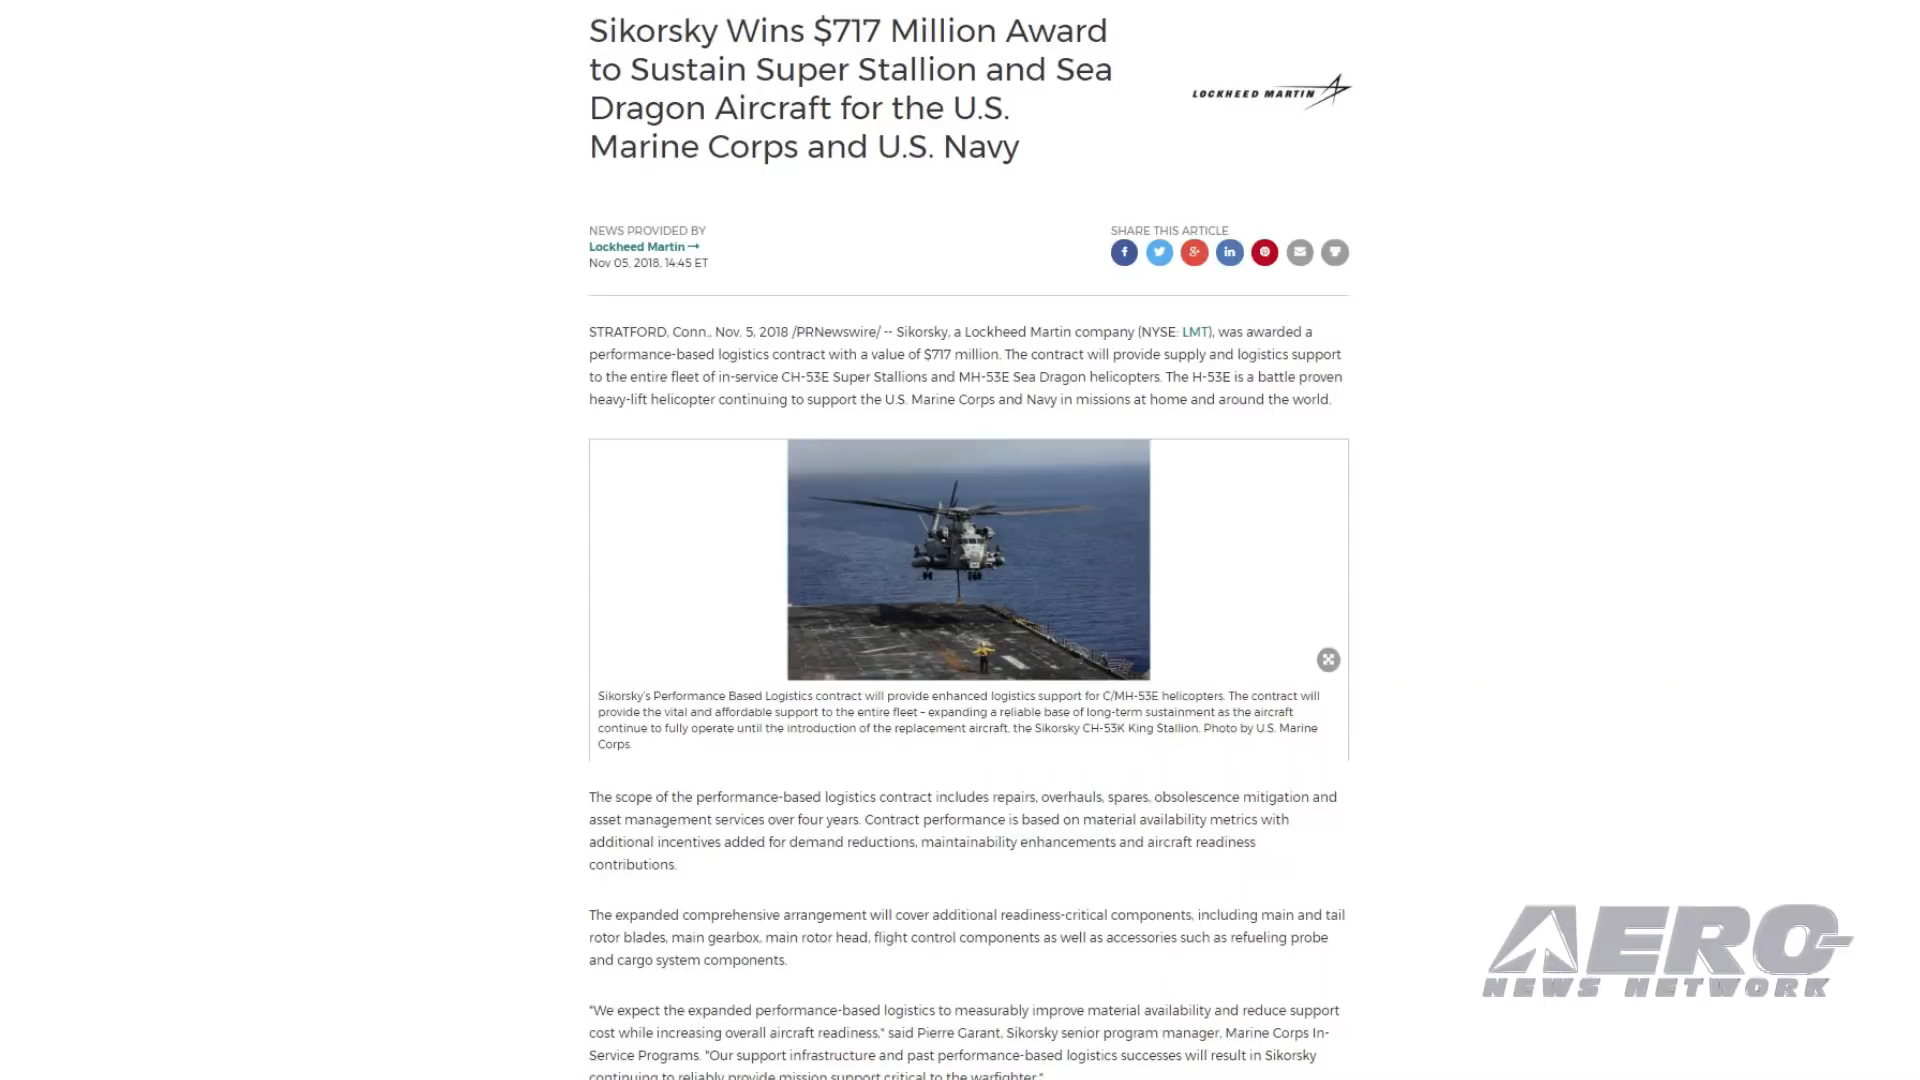 Sikorsky Wins $717 Million Award
to Sustain Super Stallion and Sea
Dragon Aircraft for the U.S.
Marine Corps and U.S. Navy
LOCKHEED MARTIN
NEWS PROVIDED BY
Lockheed Martin →
Nov 05, 2018, 14:45 ET
SHARE THIS ARTICLE
STRATFORD, Conn., Nov. 5, 2018 /PRNewswire/ -- Sikorsky, a Lockheed Martin company (NYSE: LMT), was awarded a
performance-based logistics contract with a value of $717 million. The contract will provide supply and logistics support
to the entire fleet of in-service CH-53E Super Stallions and MH-53E Sea Dragon helicopters. The H-53E is a battle proven
heavy-lift helicopter continuing to support the U.S. Marine Corps and Navy in missions at home and around the world.
Sikorsky's Performance Based Logistics contract will provide enhanced logistics support for C/MH-53E helicopters. The contract will
provide the vital and affordable support to the entire fleet – expanding a reliable base of long-term sustainment as the aircraft
continue to fully operate until the introduction of the replacement aircraft, the Sikorsky CH-53K King Stallion. Photo by U.S. Marine
Corps.
The scope of the performance-based logistics contract includes repairs, overhauls, spares, obsolescence mitigation and
asset management services over four years. Contract performance is based on material availability metrics with
additional incentives added for demand reductions, maintainability enhancements and aircraft readiness
contributions.
The expanded comprehensive arrangement will cover additional readiness-critical components, including main and tail
rotor blades, main gearbox, main rotor head, flight control components as well as accessories such as refueling probe
and cargo system components.
"We expect the expanded performance-based logistics to measurably improve material availability and reduce support
cost while increasing overall aircraft readiness," said Pierre Garant, Sikorsky senior program manager, Marine Corps In-
Service Programs. "Our support infrastructure and past performance-based logistics successes will result in Sikorsky
continuing to reliably provide mission support critical to the warfighter."
AERO
NEWS NETWORK